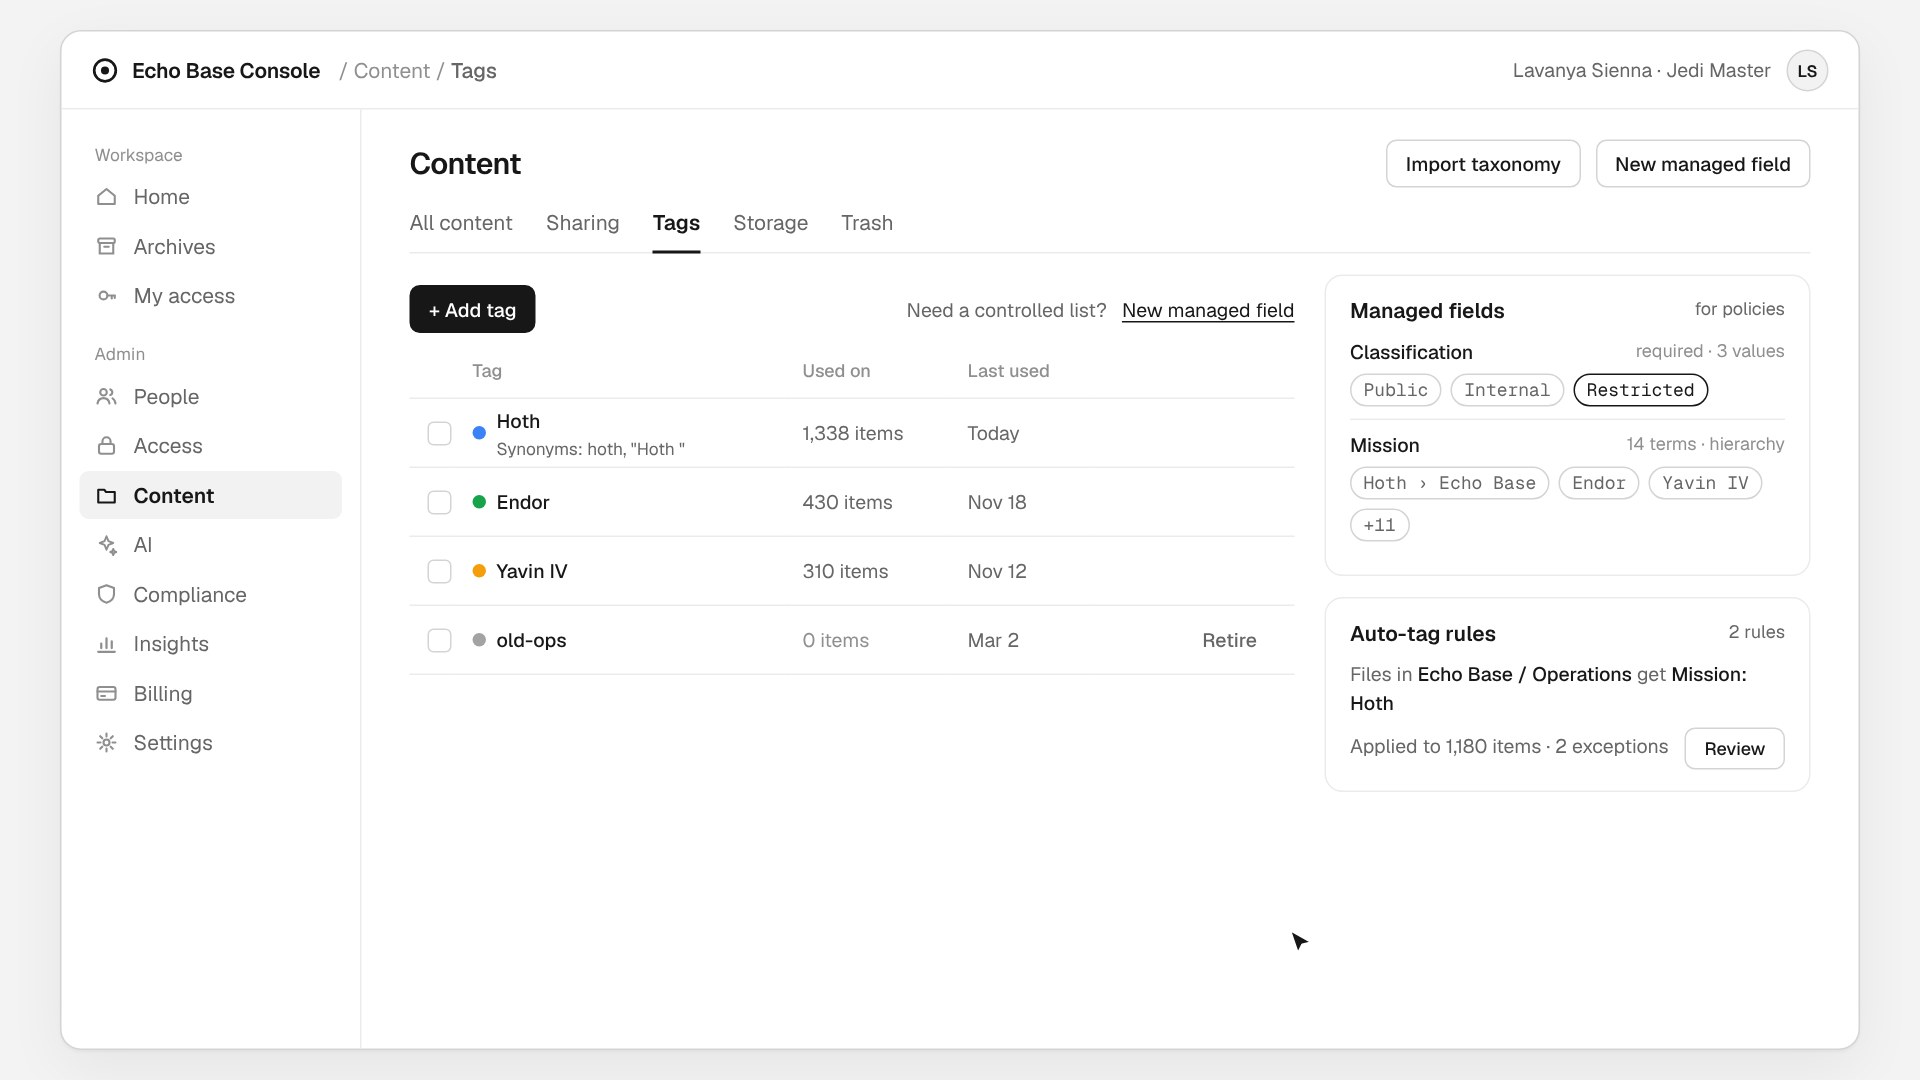 Echo Base Console / Content / Tags
Lavanya Sienna · Jedi Master LS
Workspace
Home
Archives
My access
Admin
People
Access
Content
AI
Compliance
Insights
Billing
Settings
Content
Import taxonomy
New managed field
All content Sharing Tags Storage Trash
+ Add tag
Need a controlled list? New managed field
Tag Used on Last used
Hoth 1,338 items Today
Synonyms: hoth, "Hoth "
Endor 430 items Nov 18
Yavin IV 310 items Nov 12
old-ops 0 items Mar 2 Retire
Managed fields for policies
Classification required · 3 values
Public Internal Restricted
Mission 14 terms · hierarchy
Hoth › Echo Base Endor Yavin IV
+11
Auto-tag rules 2 rules
Files in Echo Base / Operations get Mission:
Hoth
Applied to 1,180 items · 2 exceptions Review